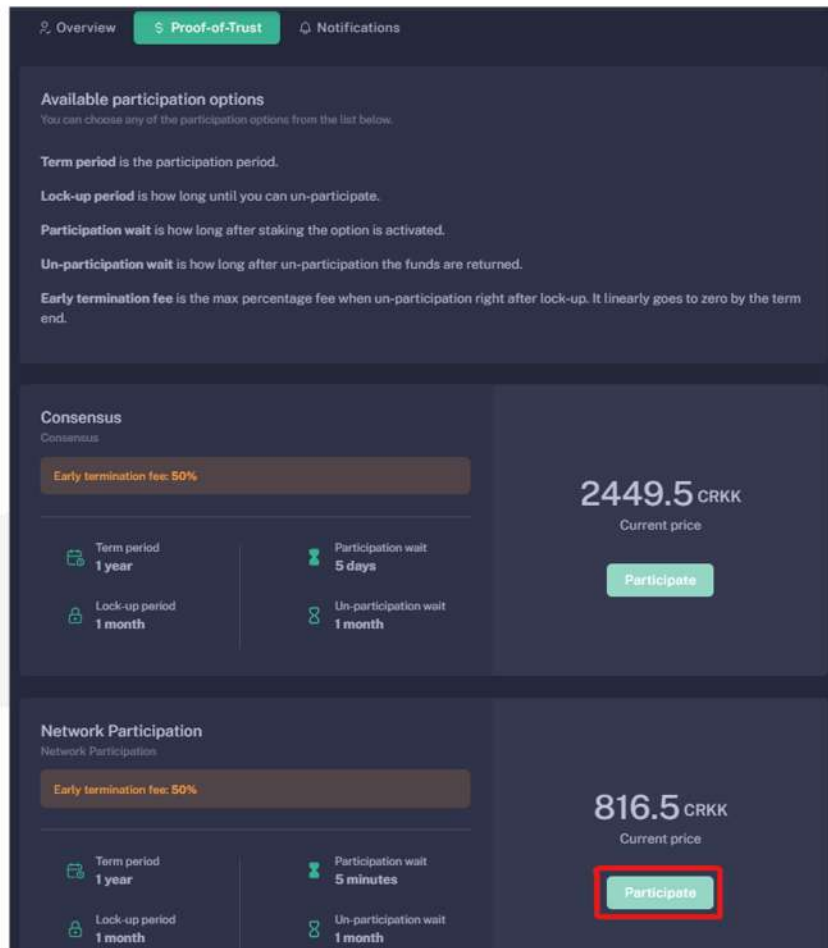 Overview
$ Proof-of-Trust
Notifications
Available participation options
You can choose any of the participation options from the list below.
Term period is the participation period.
Lock-up period is how long until you can un-participate.
Participation wait is how long after staking the option is activated.
Un-participation wait is how long after un-participation the funds are returned.
Early termination fee is the max percentage fee when un-participation right after lock-up. It linearly goes to zero by the term
end.
Consensus
Consensus
Early termination fee: 50%
Term period
1 year
Participation wait
5 days
Lock-up period
1 month
Un-participation wait
1 month
2449.5 CRKK
Current price
Participate
Network Participation
Network Participation
Early termination fee: 50%
Term period
1 year
Participation wait
5 minutes
Lock-up period
1 month
Un-participation wait
1 month
816.5 CRKK
Current price
Participate